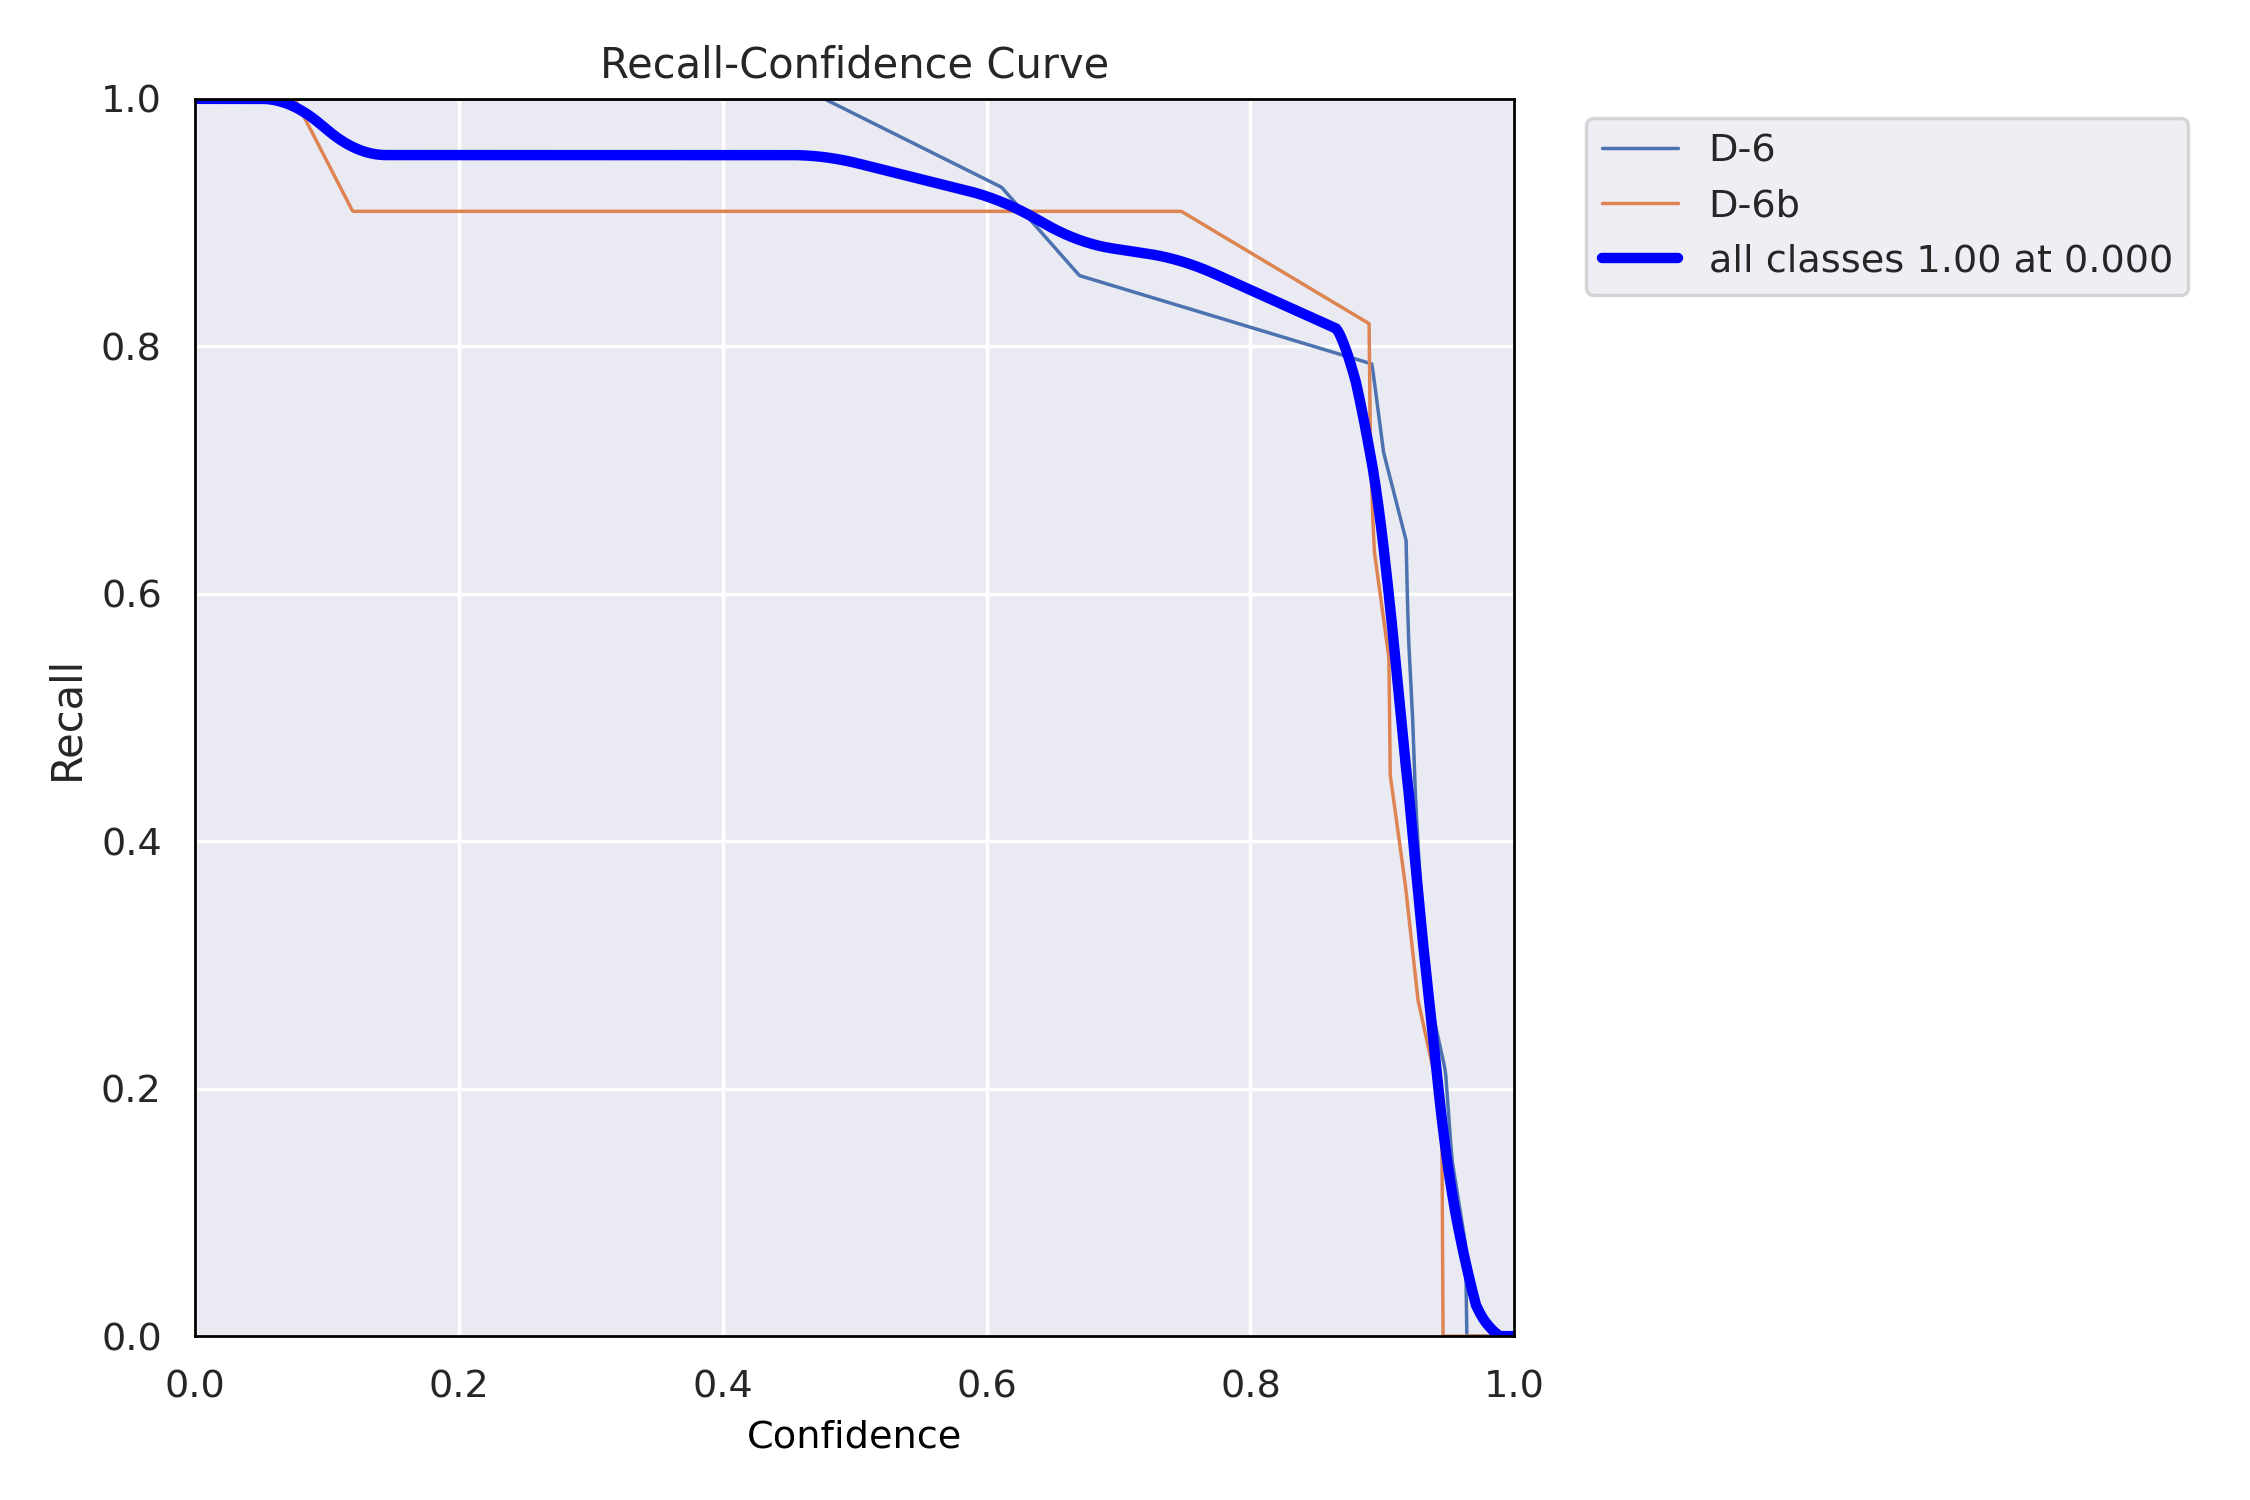 Recall-Confidence Curve
1.0
0.8
0.6
0.4
0.2
0.0
Recall
0.0 0.2 0.4 0.6 0.8 1.0
Confidence
D-6
D-6b
all classes 1.00 at 0.000